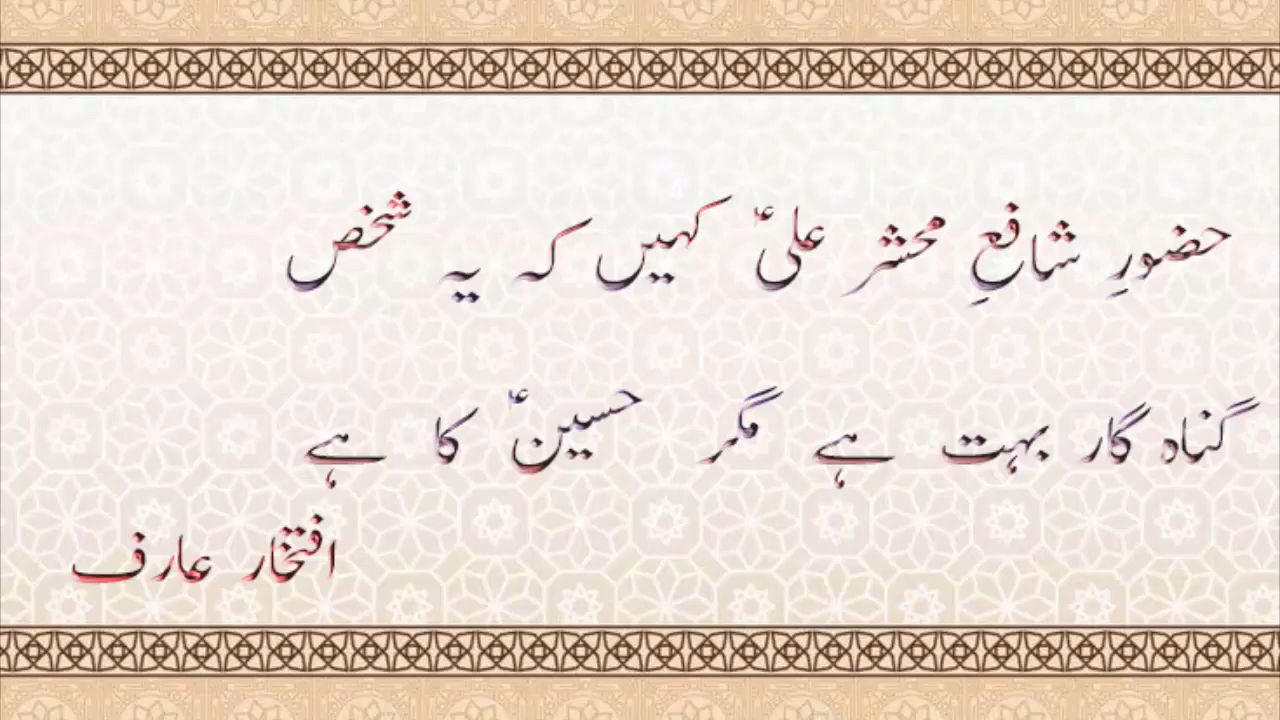 حضورِ شافعِ محشر علیؑ کہیں کہ یہ شخص
گناہ گار بہت ہے مگر حسینؑ کا ہے
افتخار عارف